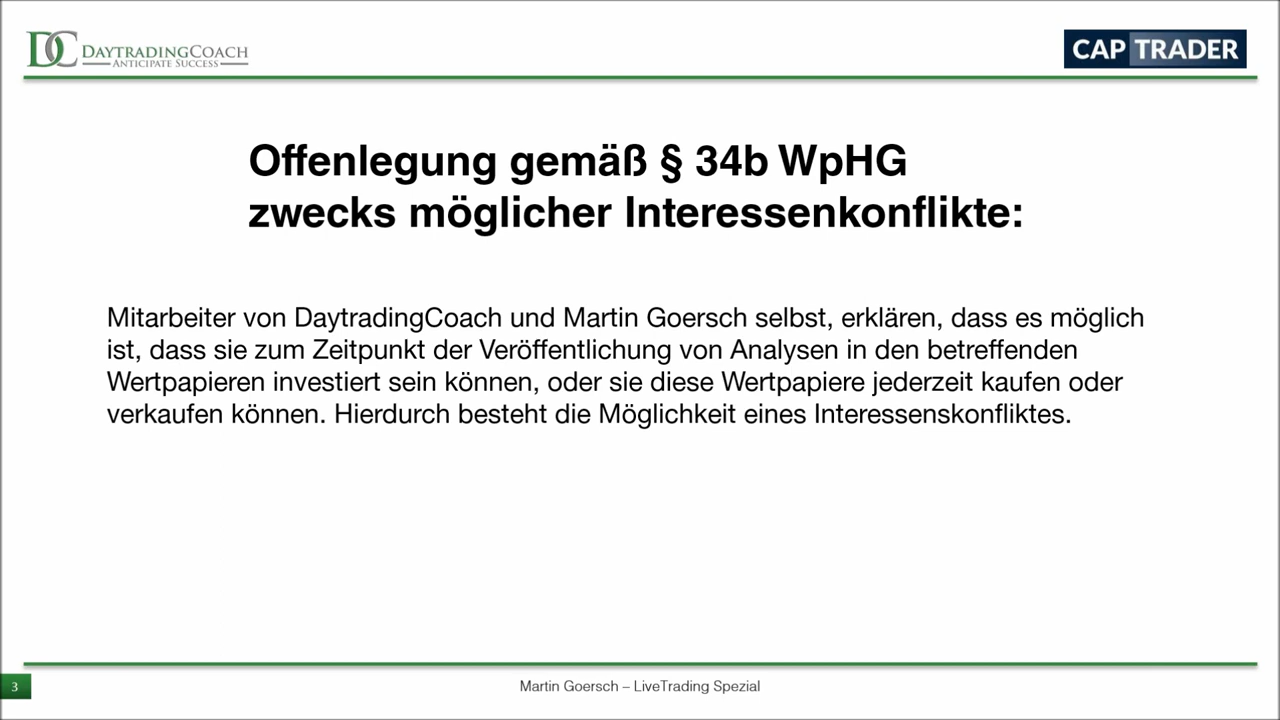 DC DAYTRADINGCOACH
ANTICIPATE SUCCESS
CAP TRADER
Offenlegung gemäß § 34b WpHG
zwecks möglicher Interessenkonflikte:
Mitarbeiter von DaytradingCoach und Martin Goersch selbst, erklären, dass es möglich
ist, dass sie zum Zeitpunkt der Veröffentlichung von Analysen in den betreffenden
Wertpapieren investiert sein können, oder sie diese Wertpapiere jederzeit kaufen oder
verkaufen können. Hierdurch besteht die Möglichkeit eines Interessenskonfliktes.
3
Martin Goersch – LiveTrading Spezial